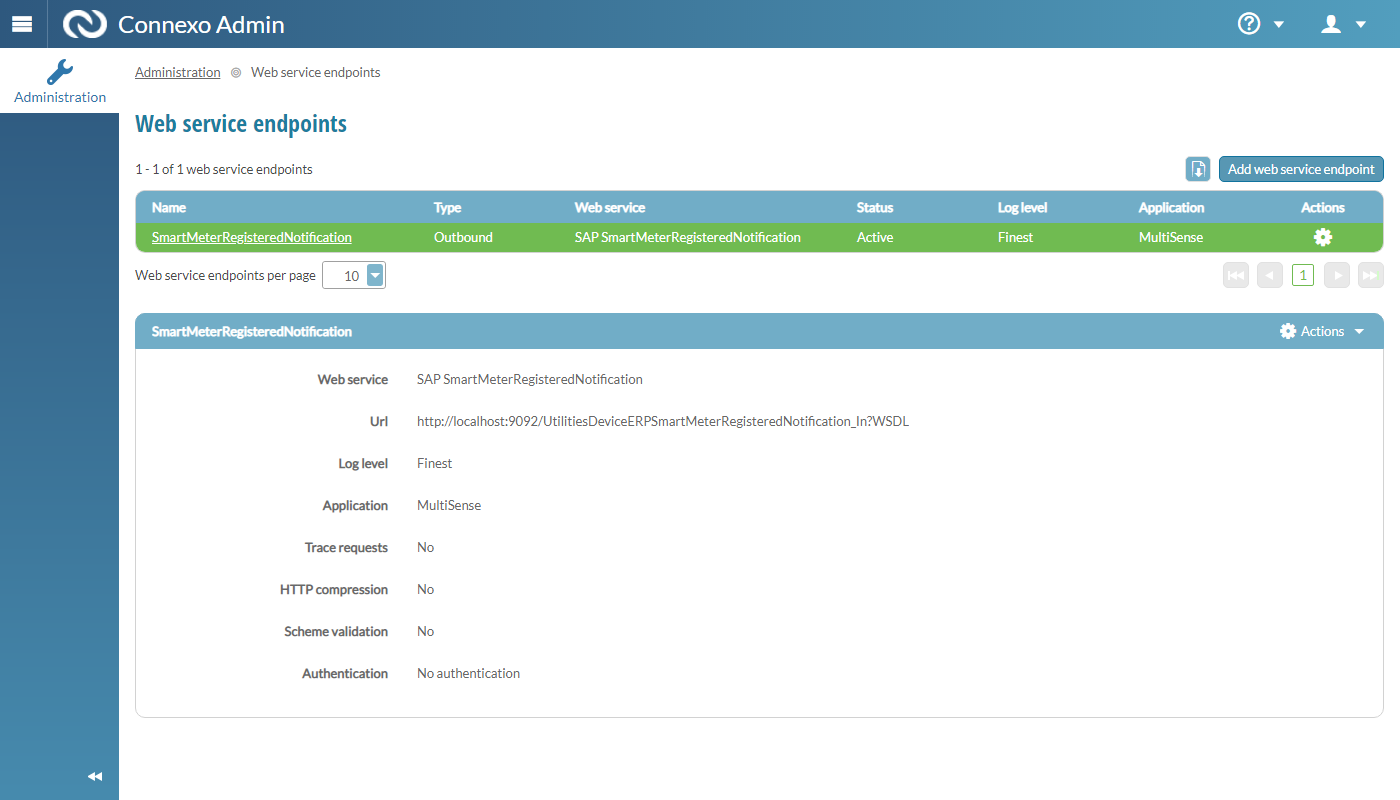 Connexo Admin
Administration
Administration Web service endpoints
Web service endpoints
1 - 1 of 1 web service endpoints
Add web service endpoint
Name Type Web service Status Log level Application Actions
SmartMeterRegisteredNotification Outbound SAP SmartMeterRegisteredNotification Active Finest MultiSense
Web service endpoints per page 10
1
SmartMeterRegisteredNotification
Actions
Web service SAP SmartMeterRegisteredNotification
Url http://localhost:9092/UtilitiesDeviceERPSmartMeterRegisteredNotification_In?WSDL
Log level Finest
Application MultiSense
Trace requests No
HTTP compression No
Scheme validation No
Authentication No authentication